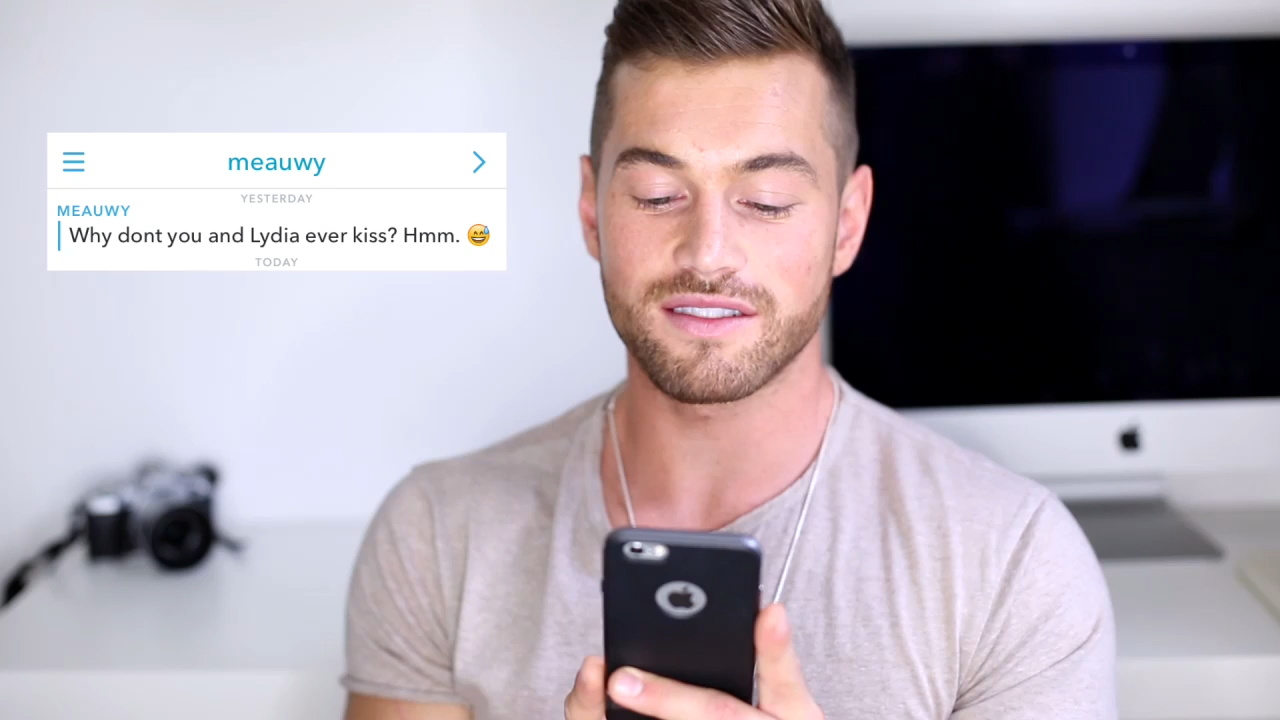 meauwy
YESTERDAY
MEAUWY
Why dont you and Lydia ever kiss? Hmm. 😅
TODAY